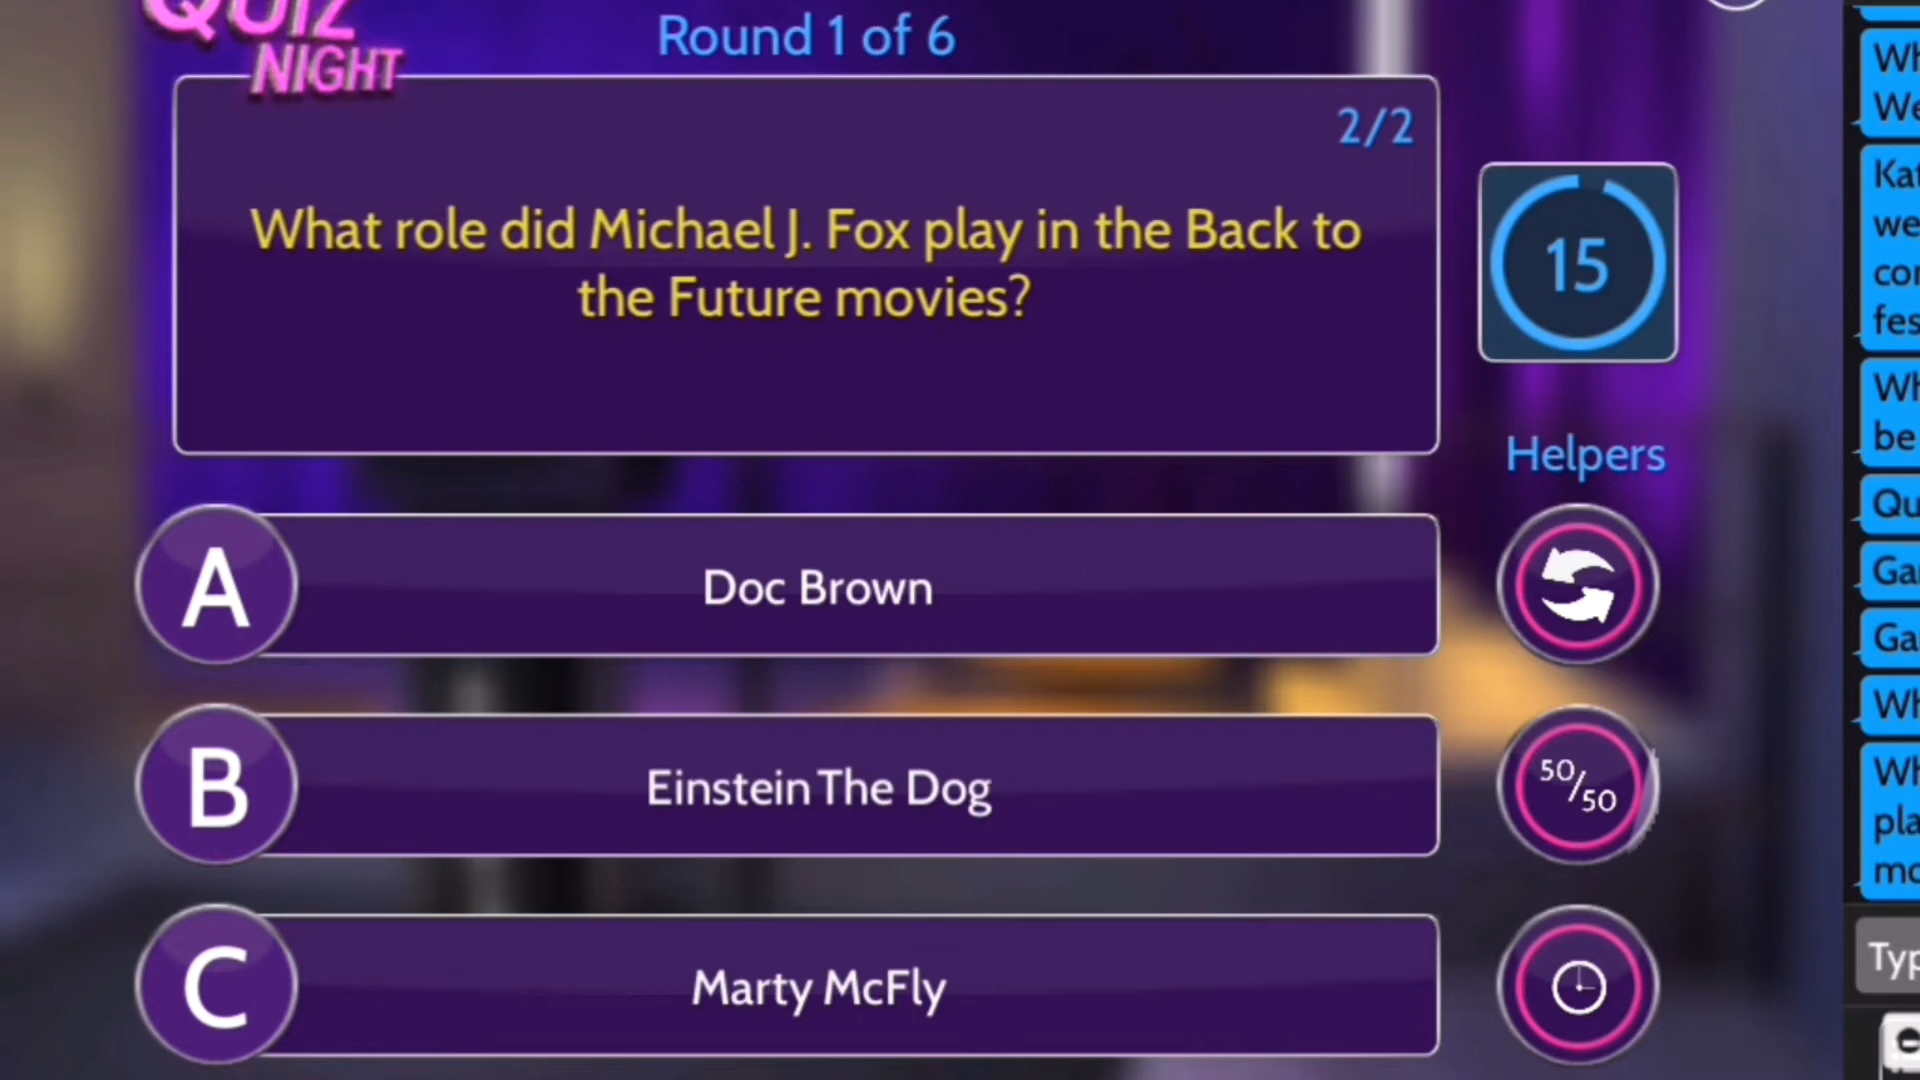 QUIZ
NIGHT
Round 1 of 6
2/2
What role did Michael J. Fox play in the Back to
the Future movies?
15
Helpers
A
Doc Brown
B
Einstein The Dog
50/50
C
Marty McFly
be